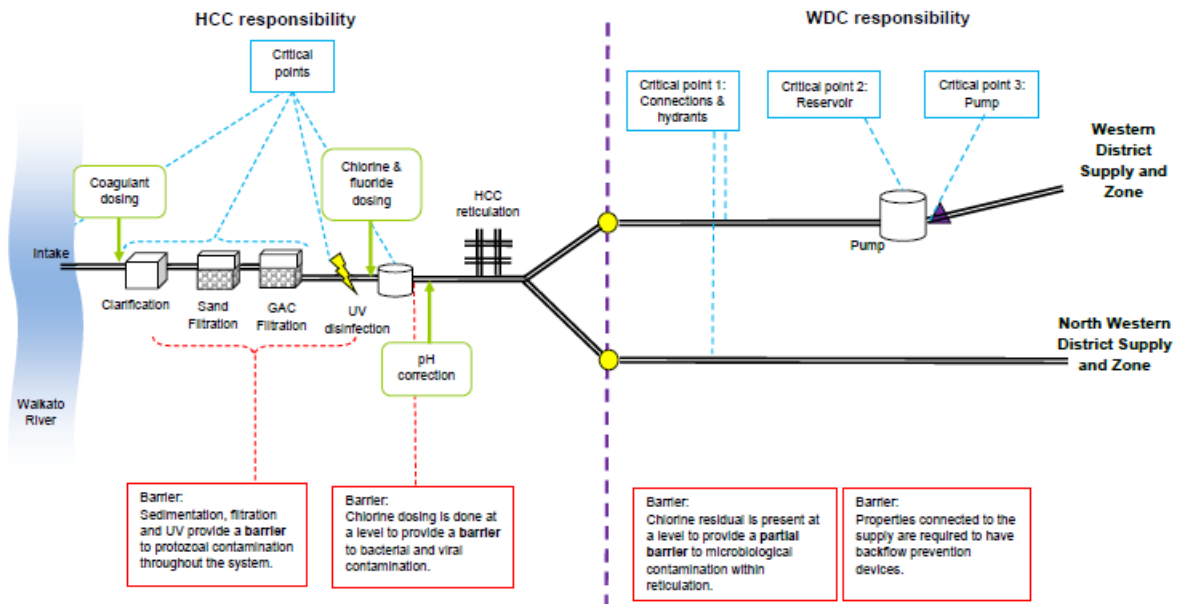 HCC responsibility
WDC responsibility
Critical
points
Critical point 1:
Connections &
hydrants
Critical point 2:
Reservoir
Critical point 3:
Pump
Western
District
Supply and
Zone
Coagulant
dosing
Chlorine &
fluoride
dosing
HCC
reticulation
Intake
Pump
Clarification
Sand
Filtration
GAC
Filtration
UV
disinfection
pH
correction
North Western
District Supply
and Zone
Waikato
River
Barrier:
Sedimentation, filtration
and UV provide a barrier
to protozoal contamination
throughout the system.
Barrier:
Chlorine dosing is done at
a level to provide a barrier
to bacterial and viral
contamination.
Barrier:
Chlorine residual is present at
a level to provide a partial
barrier to microbiological
contamination within
reticulation.
Barrier:
Properties connected to the
supply are required to have
backflow prevention
devices.